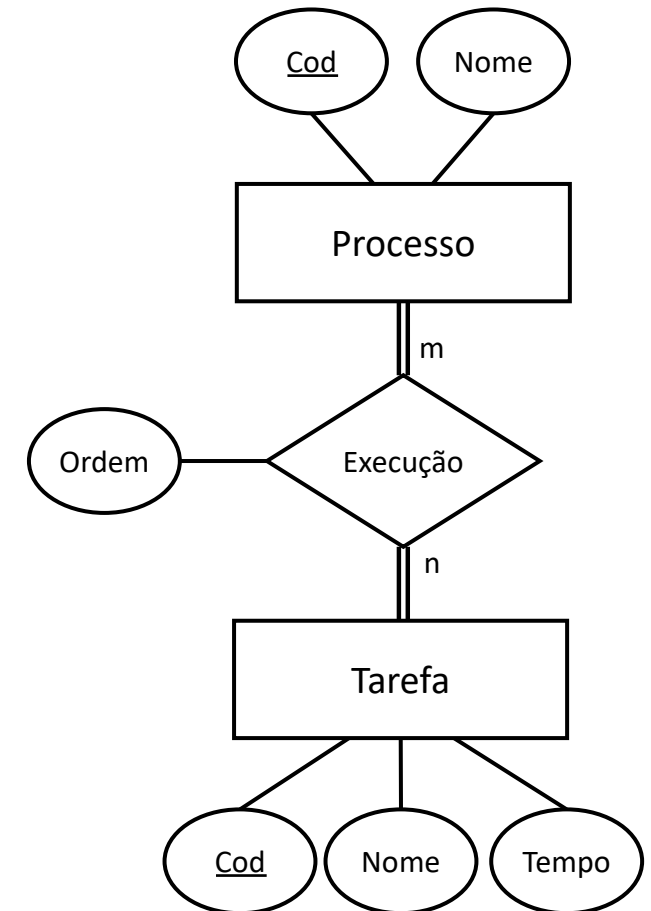 Cod Nome
Processo
m
Ordem Execução
n
Tarefa
Cod Nome Tempo